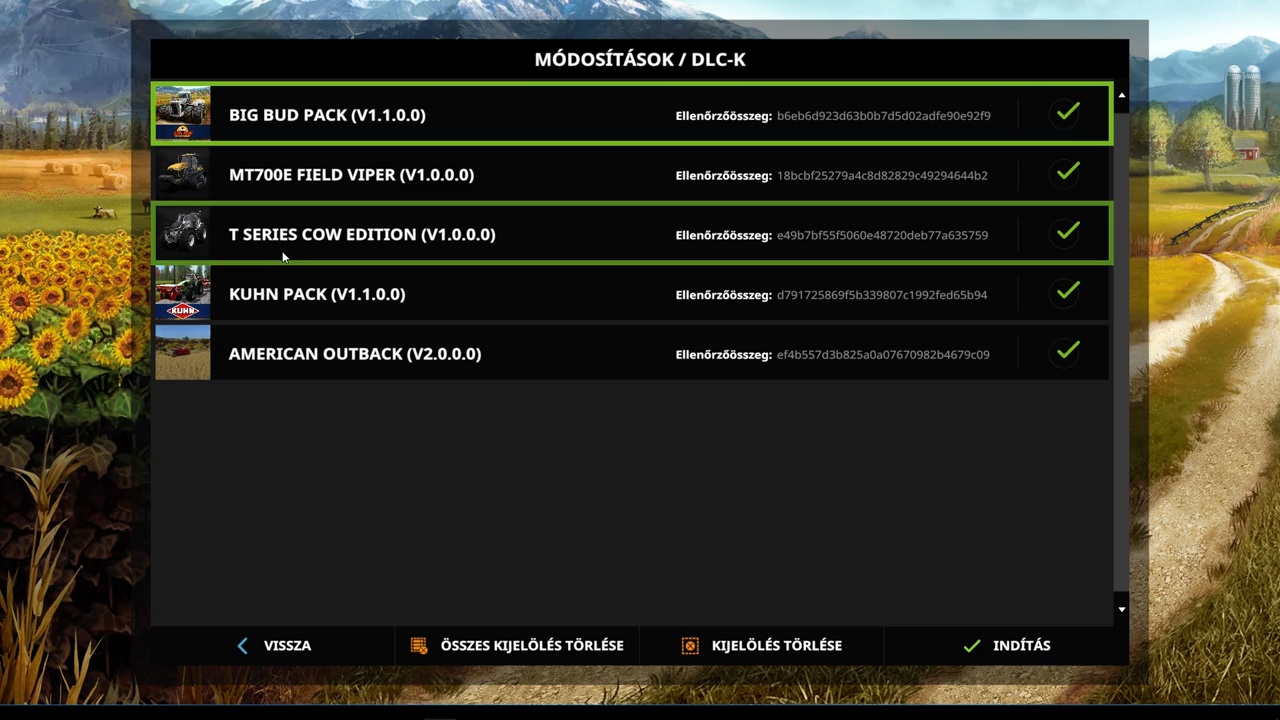 MÓDOSÍTÁSOK / DLC-K
BIG BUD PACK (V1.1.0.0) Ellenőrzőösszeg: b6eb6d923d63b0b7d5d02adfe90e92f9
MT700E FIELD VIPER (V1.0.0.0) Ellenőrzőösszeg: 18bcbf25279a4c8d82829c49294644b2
T SERIES COW EDITION (V1.0.0.0) Ellenőrzőösszeg: e49b7bf55f5060e48720deb77a635759
KUHN PACK (V1.1.0.0) Ellenőrzőösszeg: d791725869f5b339807c1992fed65b94
KUHN
AMERICAN OUTBACK (V2.0.0.0) Ellenőrzőösszeg: ef4b557d3b825a0a07670982b4679c09
VISSZA ÖSSZES KIJELÖLÉS TÖRLÉSE KIJELÖLÉS TÖRLÉSE INDÍTÁS